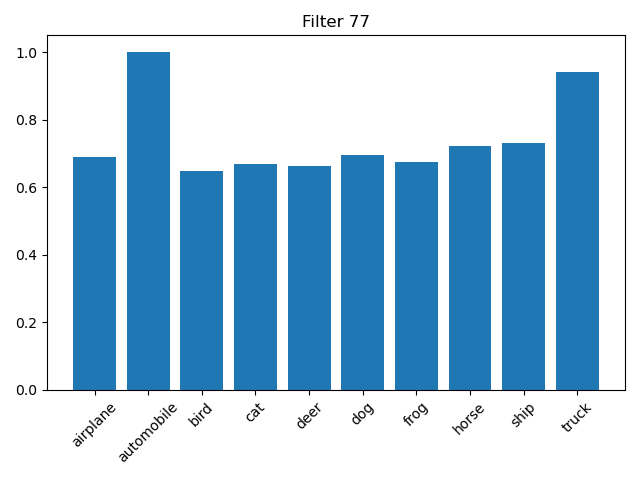 Filter 77
1.0
0.8
0.6
0.4
0.2
0.0
airplane
automobile
bird
cat
deer
dog
frog
horse
ship
truck